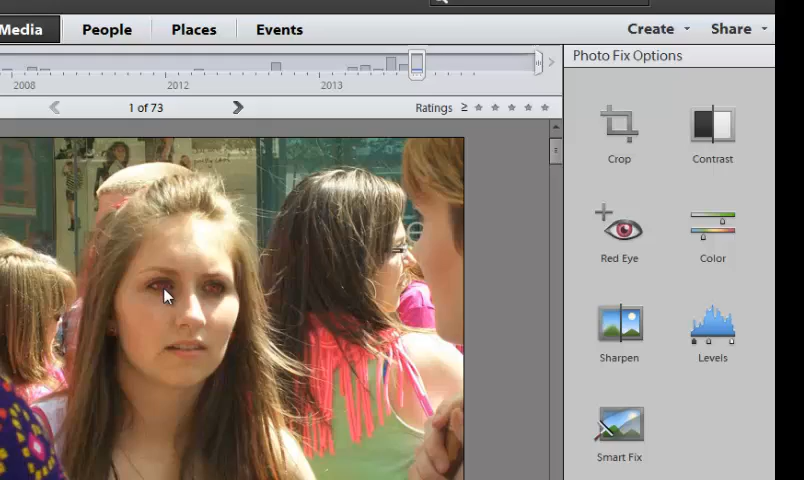 Media People Places Events Create Share
Photo Fix Options
2008 2012 2013
1 of 73 Ratings ≥
Crop Contrast
Red Eye Color
Sharpen Levels
Smart Fix